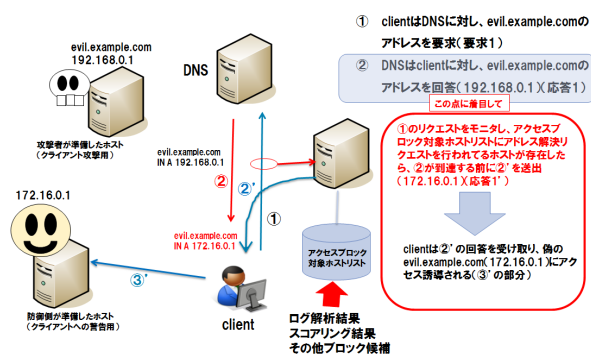 evil.example.com
192.168.0.1
攻撃者が準備したホスト
(クライアント攻撃用)
172.16.0.1
防御側が準備したホスト
(クライアントへの警告用)
DNS
evil.example.com
IN A 192.168.0.1
②
②'
①
evil.example.com
IN A 172.16.0.1
③'
client
アクセスブロック
対象ホストリスト
ログ解析結果
スコアリング結果
その他ブロック候補
① clientはDNSに対し、evil.example.comの
アドレスを要求(要求1)
② DNSはclientに対し、evil.example.comの
アドレスを回答(192.168.0.1)(応答1)
この点に着目して
①のリクエストをモニタし、アクセスブ
ロック対象ホストリストにアドレス解決リ
クエストを行われてるホストが存在した
ら、②が到達する前に②'を送出
(172.16.0.1)(応答1')
clientは②'の回答を受け取り、偽の
evil.example.com(172.16.0.1)にアク
セス誘導される(③'の部分)